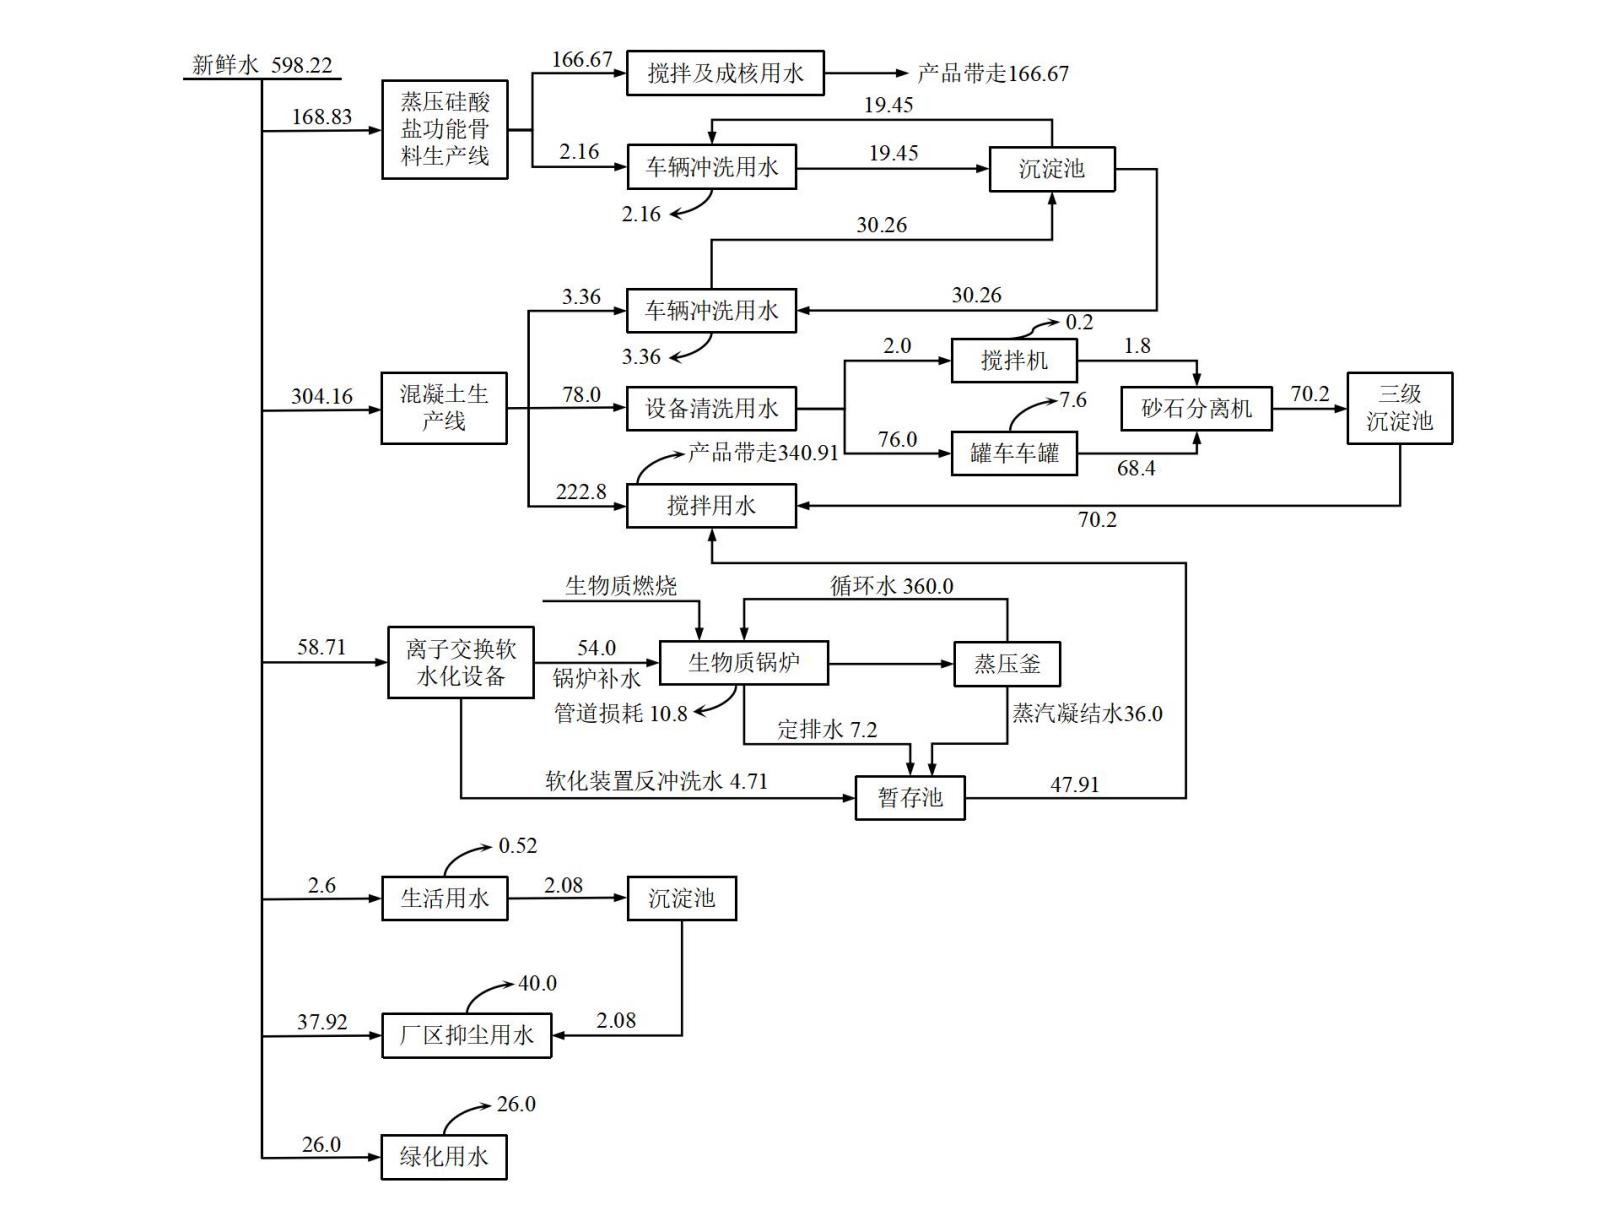 新鲜水 598.22
168.83
蒸压硅酸
盐功能骨
料生产线
166.67
搅拌及成核用水
产品带走166.67
2.16
车辆冲洗用水
2.16
19.45
19.45
沉淀池
30.26
30.26
304.16
混凝土生
产线
3.36
车辆冲洗用水
3.36
78.0
设备清洗用水
2.0
搅拌机
0.2
1.8
76.0
罐车车罐
7.6
68.4
砂石分离机
70.2
三级
沉淀池
222.8
搅拌用水
产品带走340.91
70.2
58.71
离子交换软
水化设备
生物质燃烧
54.0
锅炉补水
生物质锅炉
循环水 360.0
蒸压釜
管道损耗 10.8
定排水 7.2
蒸汽凝结水36.0
软化装置反冲洗水 4.71
暂存池
47.91
2.6
生活用水
0.52
2.08
沉淀池
37.92
厂区抑尘用水
40.0
2.08
26.0
绿化用水
26.0